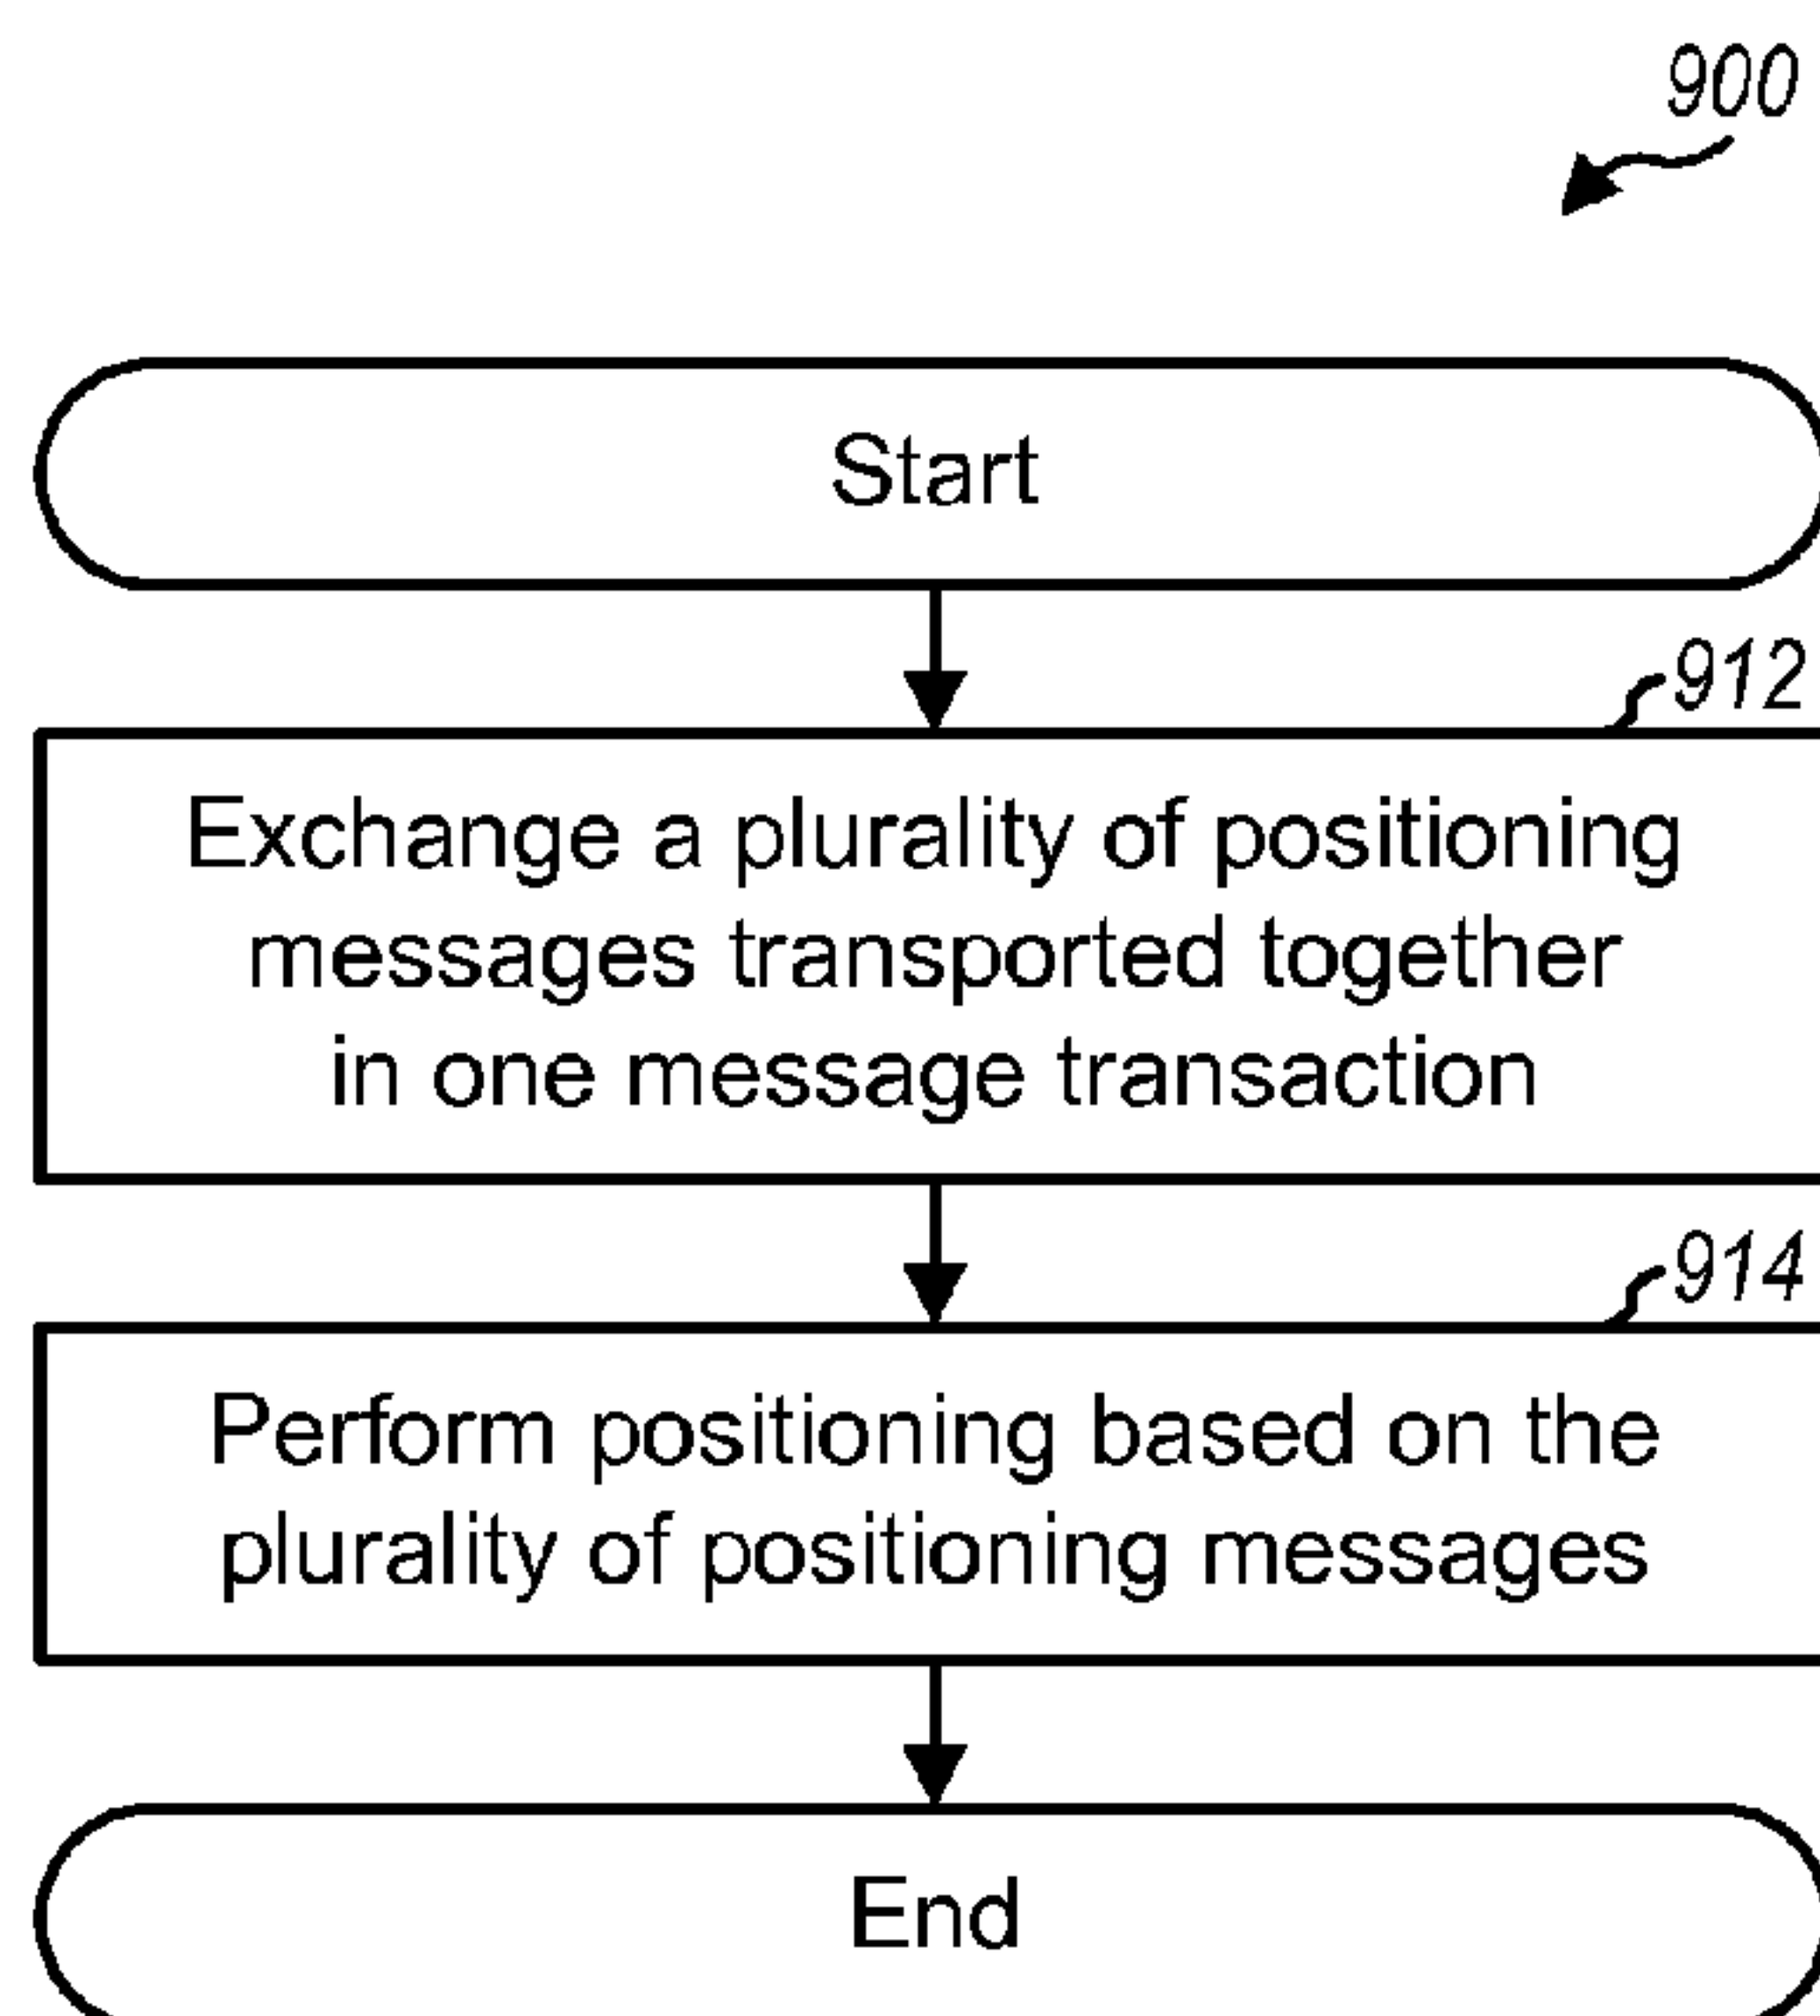 900
Start
912
Exchange a plurality of positioning
messages transported together
in one message transaction
914
Perform positioning based on the
plurality of positioning messages
End